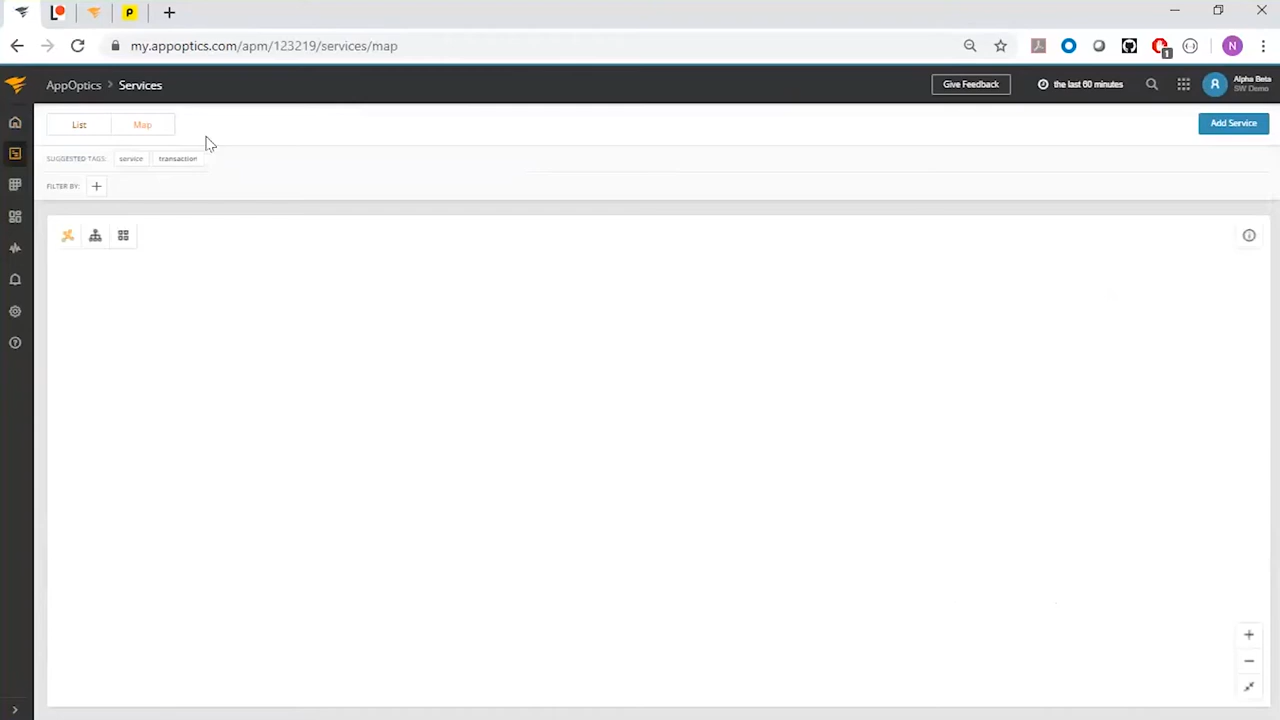 my.appoptics.com/apm/123219/services/map
1
N
AppOptics > Services
Give Feedback
the last 60 minutes
Alpha Beta
SW Demo
List
Map
Add Service
SUGGESTED TAGS:
service
transaction
FILTER BY: